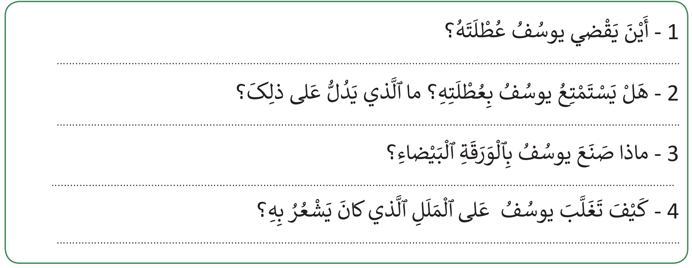 1 - أَيْنَ يَقْضي يوسُفُ عُطْلَتَهُ؟
2 - هَلْ يَسْتَمْتِعُ يوسُفُ بِعُطْلَتِهِ؟ ما ٱلَّذي يَدُلُّ عَلى ذلِكَ؟
3 - ماذا صَنَعَ يوسُفُ بِٱلْوَرَقَةِ ٱلْبَيْضاءِ؟
4 - كَيْفَ تَغَلَّبَ يوسُفُ عَلى ٱلْمَلَلِ ٱلَّذي كانَ يَشْعُرُ بِهِ؟